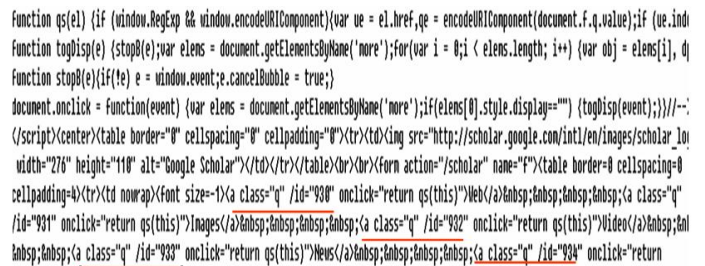 function qs(el) {if (window.RegExp && window.encodeURIComponent){var ue = el.href,qe = encodeURIComponent(document.f.q.value);if (ue.ind
function togDisp(e) {stopB(e);var elems = document.getElementsByName('more');for(var i = 0;i < elems.length; i++) {var obj = elems[i],
function stopB(e){if(!e) e = window.event;e.cancelBubble = true;}
document.onclick = function(event) {var elems = document.getElementsByName('more');if(elems[0].style.display=="") {togDisp(event);}}//--
</script><center><table border="0" cellspacing="0" cellpadding="0"><tr><td><img src="http://scholar.google.com/intl/en/images/scholar_lo
width="276" height="110" alt="Google Scholar"></td></tr></table><br><br><form action="/scholar" name="f"><table border=0 cellspacing=0
cellpadding=4><tr><td nowrap><font size=-1><a class="q" /id="930" onclick="return qs(this)">Web</a>&nbsp;&nbsp;&nbsp;&nbsp;<a class="q"
/id="931" onclick="return qs(this)">Images</a>&nbsp;&nbsp;&nbsp;&nbsp;<a class="q" /id="932" onclick="return qs(this)">Video</a>&nbsp;&n
&nbsp;&nbsp;<a class="q" /id="933" onclick="return qs(this)">News</a>&nbsp;&nbsp;&nbsp;&nbsp;<a class="q" /id="934" onclick="return